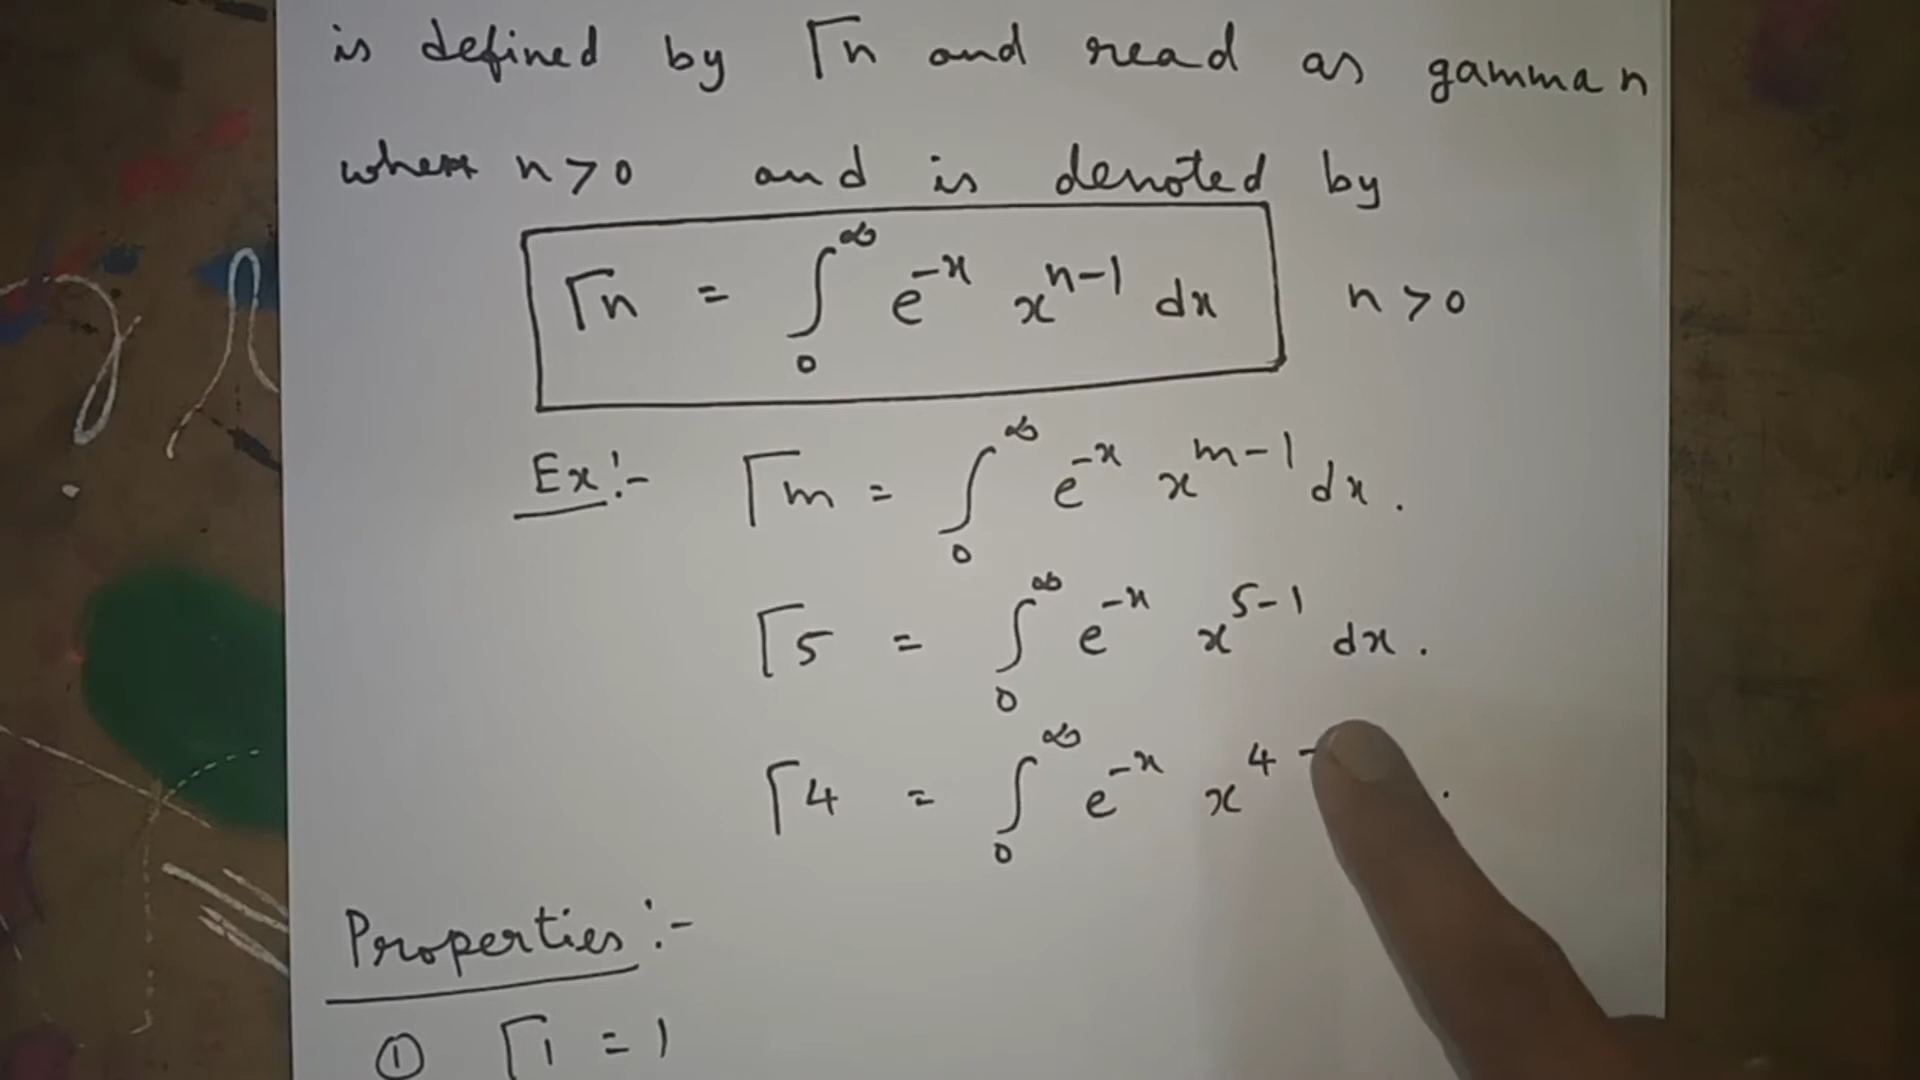 is defined by Γn and read as gamma n
where n>0 and is denoted by
Γn = ∫₀^∞ e^-x x^n-1 dx n>0
Ex:- Γm = ∫₀^∞ e^-x x^m-1 dx.
Γ5 = ∫₀^∞ e^-x x^5-1 dx.
Γ4 = ∫₀^∞ e^-x x^4- .
Properties:-
① Γ1 = 1